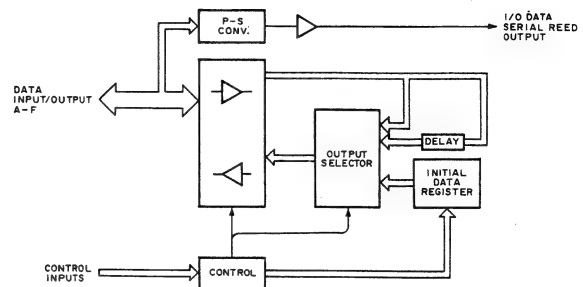 P-S
CONV.
I/O DATA
SERIAL REED
OUTPUT
DATA
INPUT/OUTPUT
A-F
DELAY
OUTPUT
SELECTOR
INITIAL
DATA
REGISTER
CONTROL
INPUTS
CONTROL